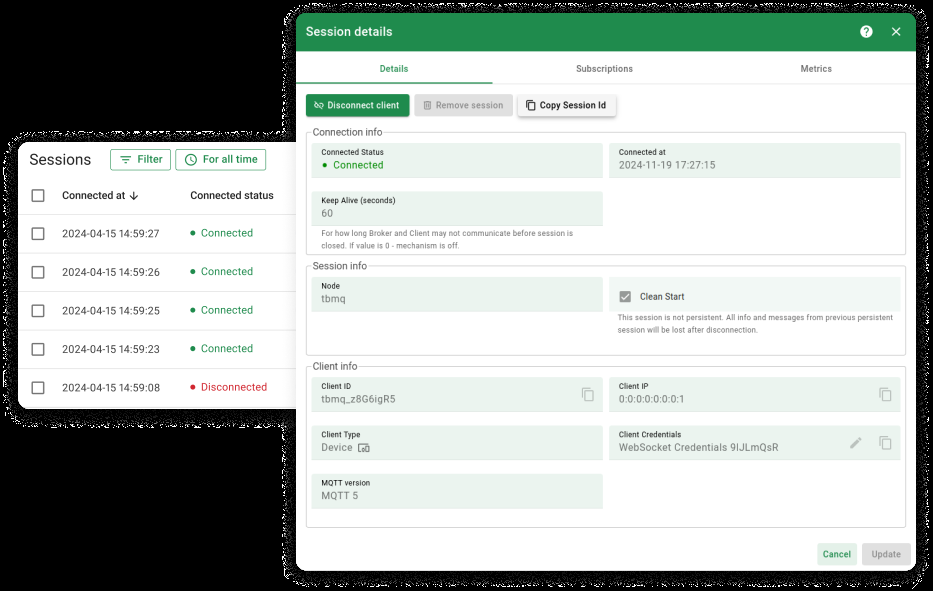 Sessions
Filter
For all time
Connected at
Connected status
2024-04-15 14:59:27
Connected
2024-04-15 14:59:26
Connected
2024-04-15 14:59:25
Connected
2024-04-15 14:59:23
Connected
2024-04-15 14:59:08
Disconnected
Session details
Details
Subscriptions
Metrics
Disconnect client
Remove session
Copy Session Id
Connection info
Connected Status
Connected
Connected at
2024-11-19 17:27:15
Keep Alive (seconds)
60
For how long Broker and Client may not communicate before session is
closed. If value is 0 - mechanism is off.
Session info
Node
tbmq
Clean Start
This session is not persistent. All info and messages from previous persistent
session will be lost after disconnection.
Client info
Client ID
tbmq_z8G6igR5
Client IP
0:0:0:0:0:0:0:1
Client Type
Device
Client Credentials
WebSocket Credentials 9IJLmQsR
MQTT version
MQTT 5
Cancel
Update